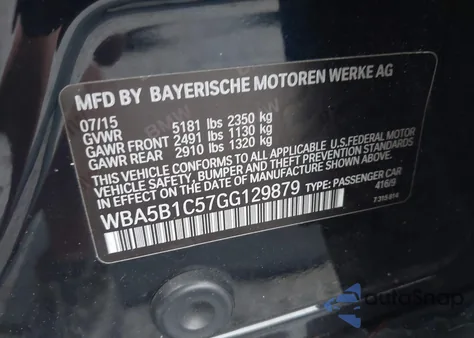 MFD BY BAYERISCHE MOTOREN WERKE AG
07/15
GVWR 5181 lbs 2350 kg
GAWR FRONT 2491 lbs 1130 kg
GAWR REAR 2910 lbs 1320 kg
THIS VEHICLE CONFORMS TO ALL APPLICABLE U.S.FEDERAL MOTOR
VEHICLE SAFETY, BUMPER AND THEFT PREVENTION STANDARDS
IN EFFECT ON THE DATE OF MANUFACTURE SHOWN ABOVE.
WBA5B1C57GG129879 TYPE: PASSENGER CAR
416/9
autoSnap